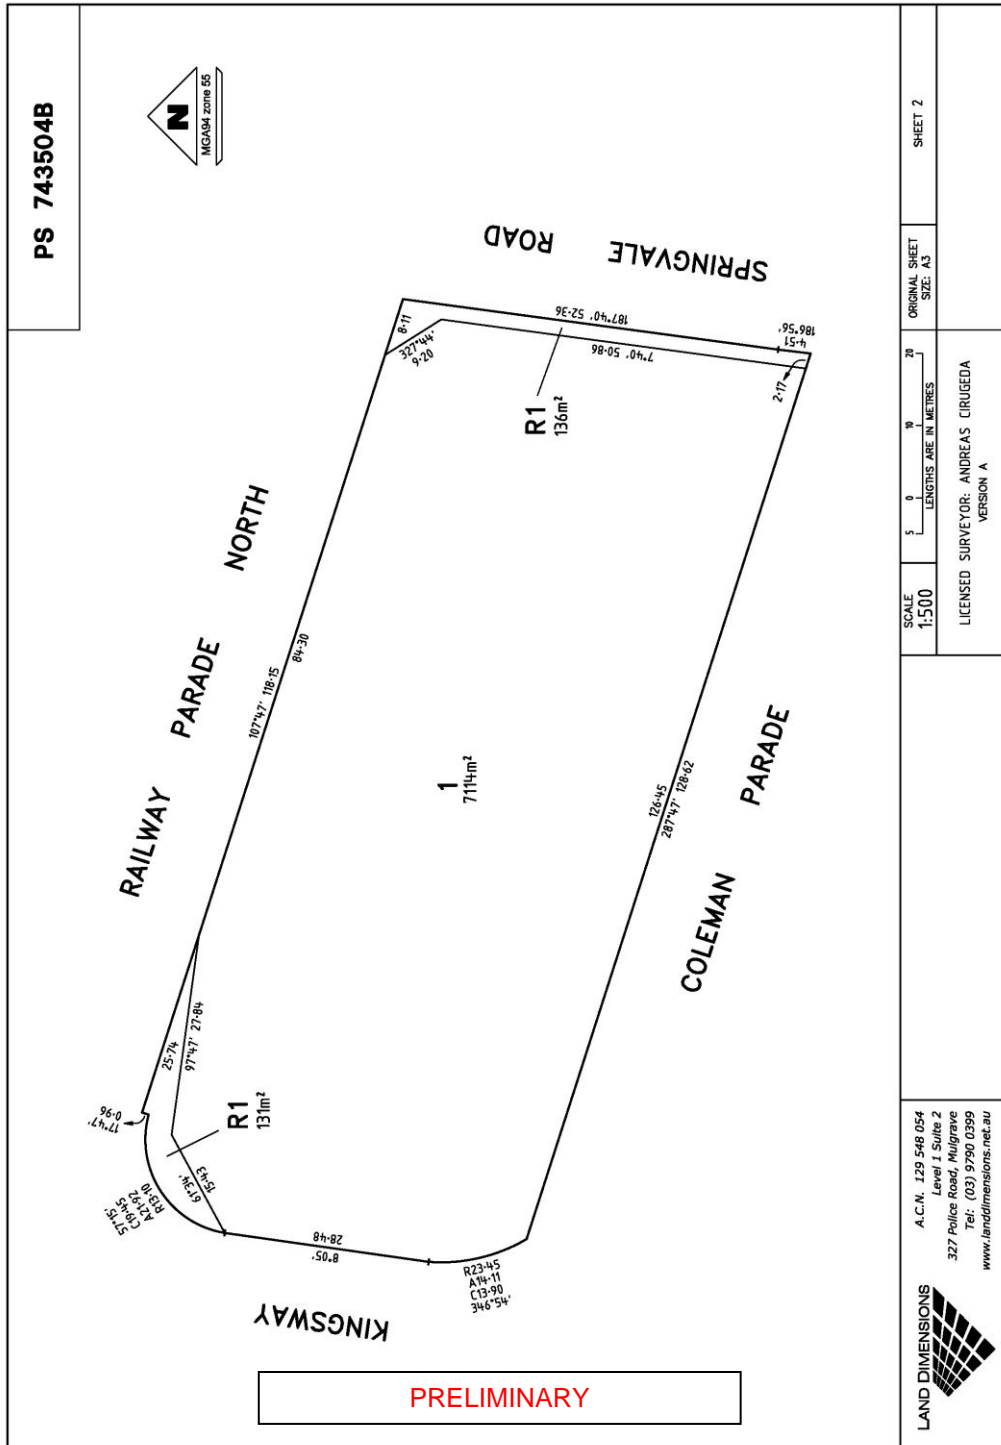 PS 743504B
N
MGA94 zone 55
SPRINGVALE ROAD
RAILWAY PARADE NORTH
COLEMAN PARADE
KINGSWAY
8·11
327°44'
9·20
187°40' 52·36
7°40' 50·86
186°56'
4·51
2·17
R1
136m²
107°47' 118·15
84·30
1
7114m²
126·45
287°47' 128·62
25·74
97°47' 27·84
17°47'
0·96
R1
131m²
61°34'
15·43
57°15'
C19·45
A21·92
R13·10
8°05'
28·48
R23·45
A14·11
C13·90
346°54'
PRELIMINARY
LAND DIMENSIONS
A.C.N. 129 548 054
Level 1 Suite 2
327 Police Road, Mulgrave
Tel: (03) 9790 0399
www.landdimensions.net.au
SCALE
1:500
5 0 10 20
LENGTHS ARE IN METRES
ORIGINAL SHEET
SIZE: A3
SHEET 2
LICENSED SURVEYOR: ANDREAS CIRUGEDA
VERSION A